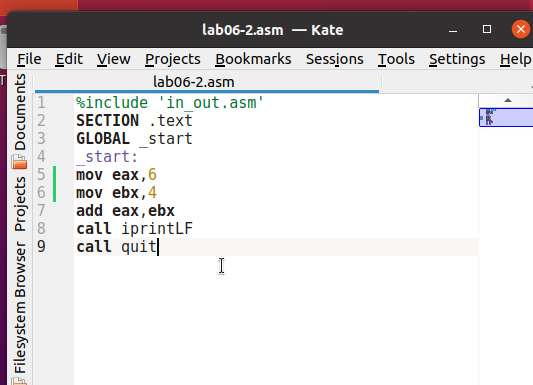 lab06-2.asm — Kate
File Edit View Projects Bookmarks Sessions Tools Settings Help
lab06-2.asm
Documents
Projects
Filesystem Browser
1 %include 'in_out.asm'
2 SECTION .text
3 GLOBAL _start
4 _start:
5 mov eax,6
6 mov ebx,4
7 add eax,ebx
8 call iprintLF
9 call quit